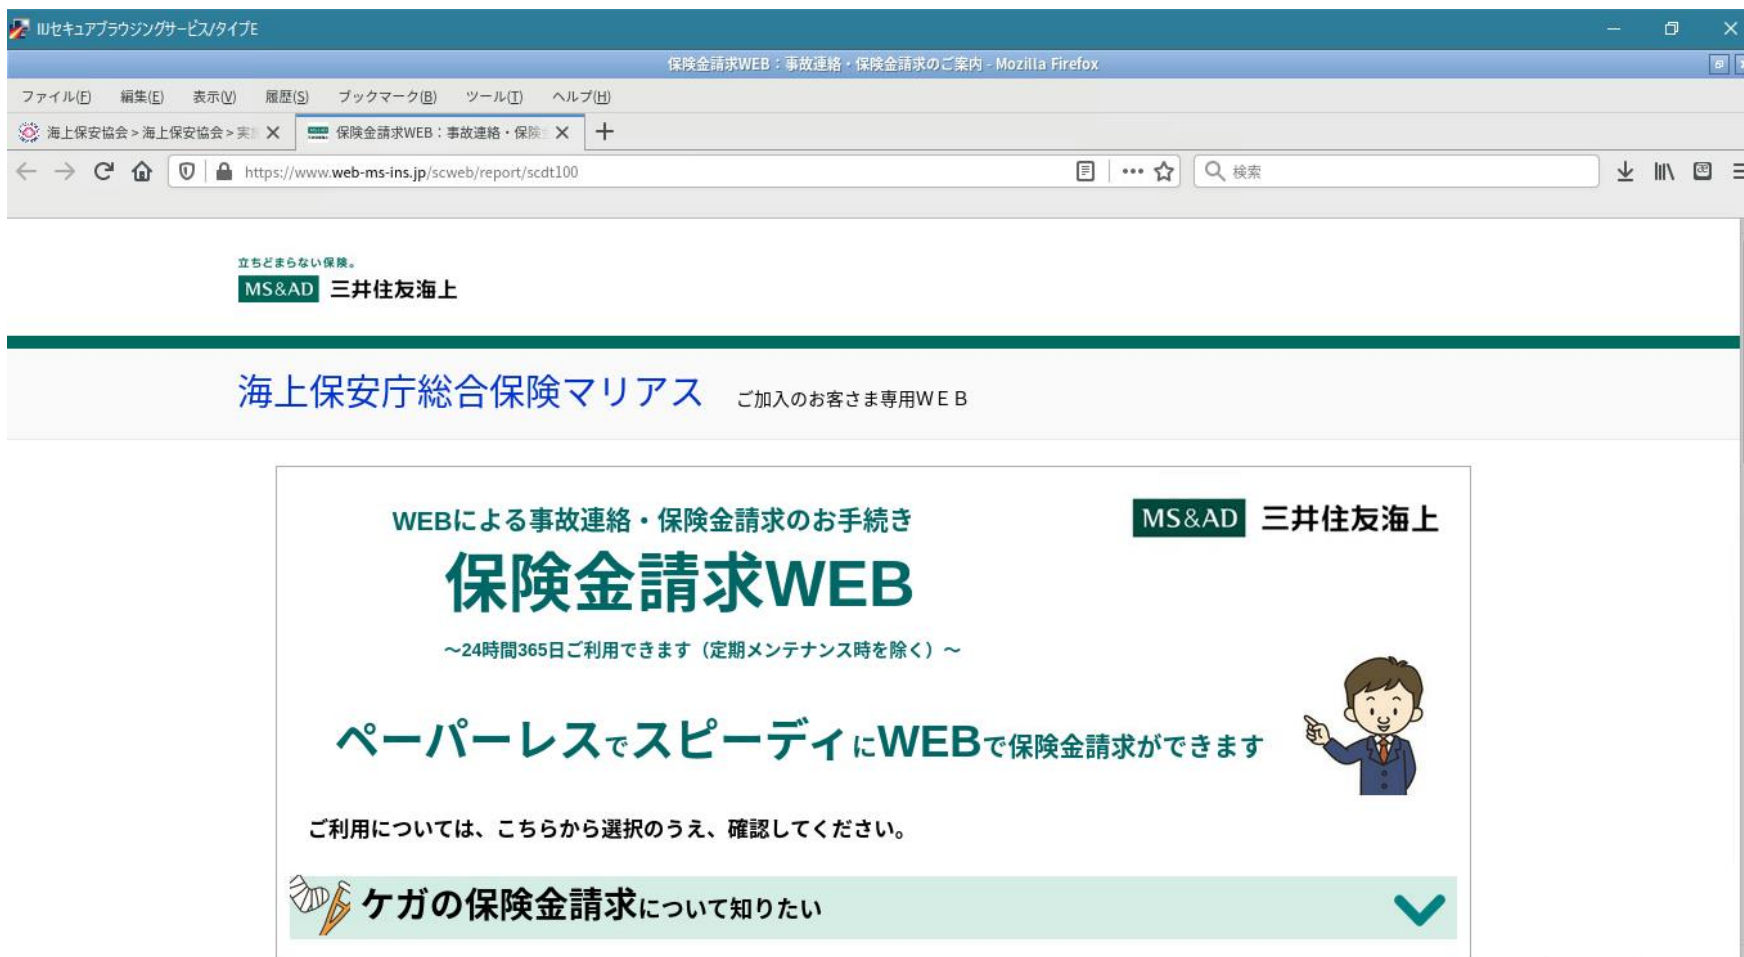 IIJセキュアブラウジングサービス/タイプE
保険金請求WEB：事故連絡・保険金請求のご案内 - Mozilla Firefox
ファイル(F) 編集(E) 表示(V) 履歴(S) ブックマーク(B) ツール(T) ヘルプ(H)
海上保安協会 > 海上保安協会 > 実 保険金請求WEB：事故連絡・保険
https://www.web-ms-ins.jp/scweb/report/scdt100 検索
立ちどまらない保険。
MS&AD 三井住友海上
海上保安庁総合保険マリアス ご加入のお客さま専用ＷＥＢ
WEBによる事故連絡・保険金請求のお手続き
MS&AD 三井住友海上
保険金請求WEB
～24時間365日ご利用できます（定期メンテナンス時を除く）～
ペーパーレスでスピーディにWEBで保険金請求ができます
ご利用については、こちらから選択のうえ、確認してください。
ケガの保険金請求について知りたい